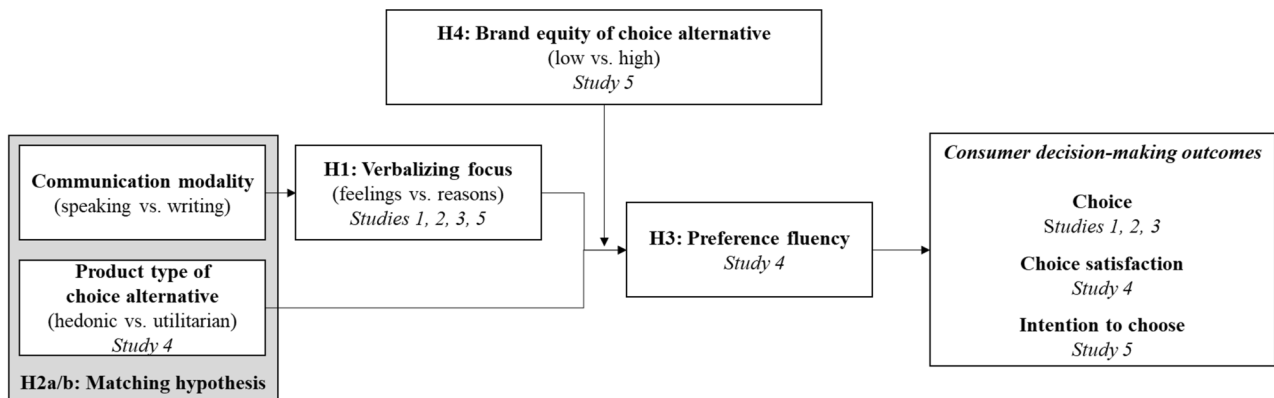 H4: Brand equity of choice alternative
(low vs. high)
Study 5
Communication modality
(speaking vs. writing)
H1: Verbalizing focus
(feelings vs. reasons)
Studies 1, 2, 3, 5
Product type of
choice alternative
(hedonic vs. utilitarian)
Study 4
H2a/b: Matching hypothesis
H3: Preference fluency
Study 4
Consumer decision-making outcomes
Choice
Studies 1, 2, 3
Choice satisfaction
Study 4
Intention to choose
Study 5